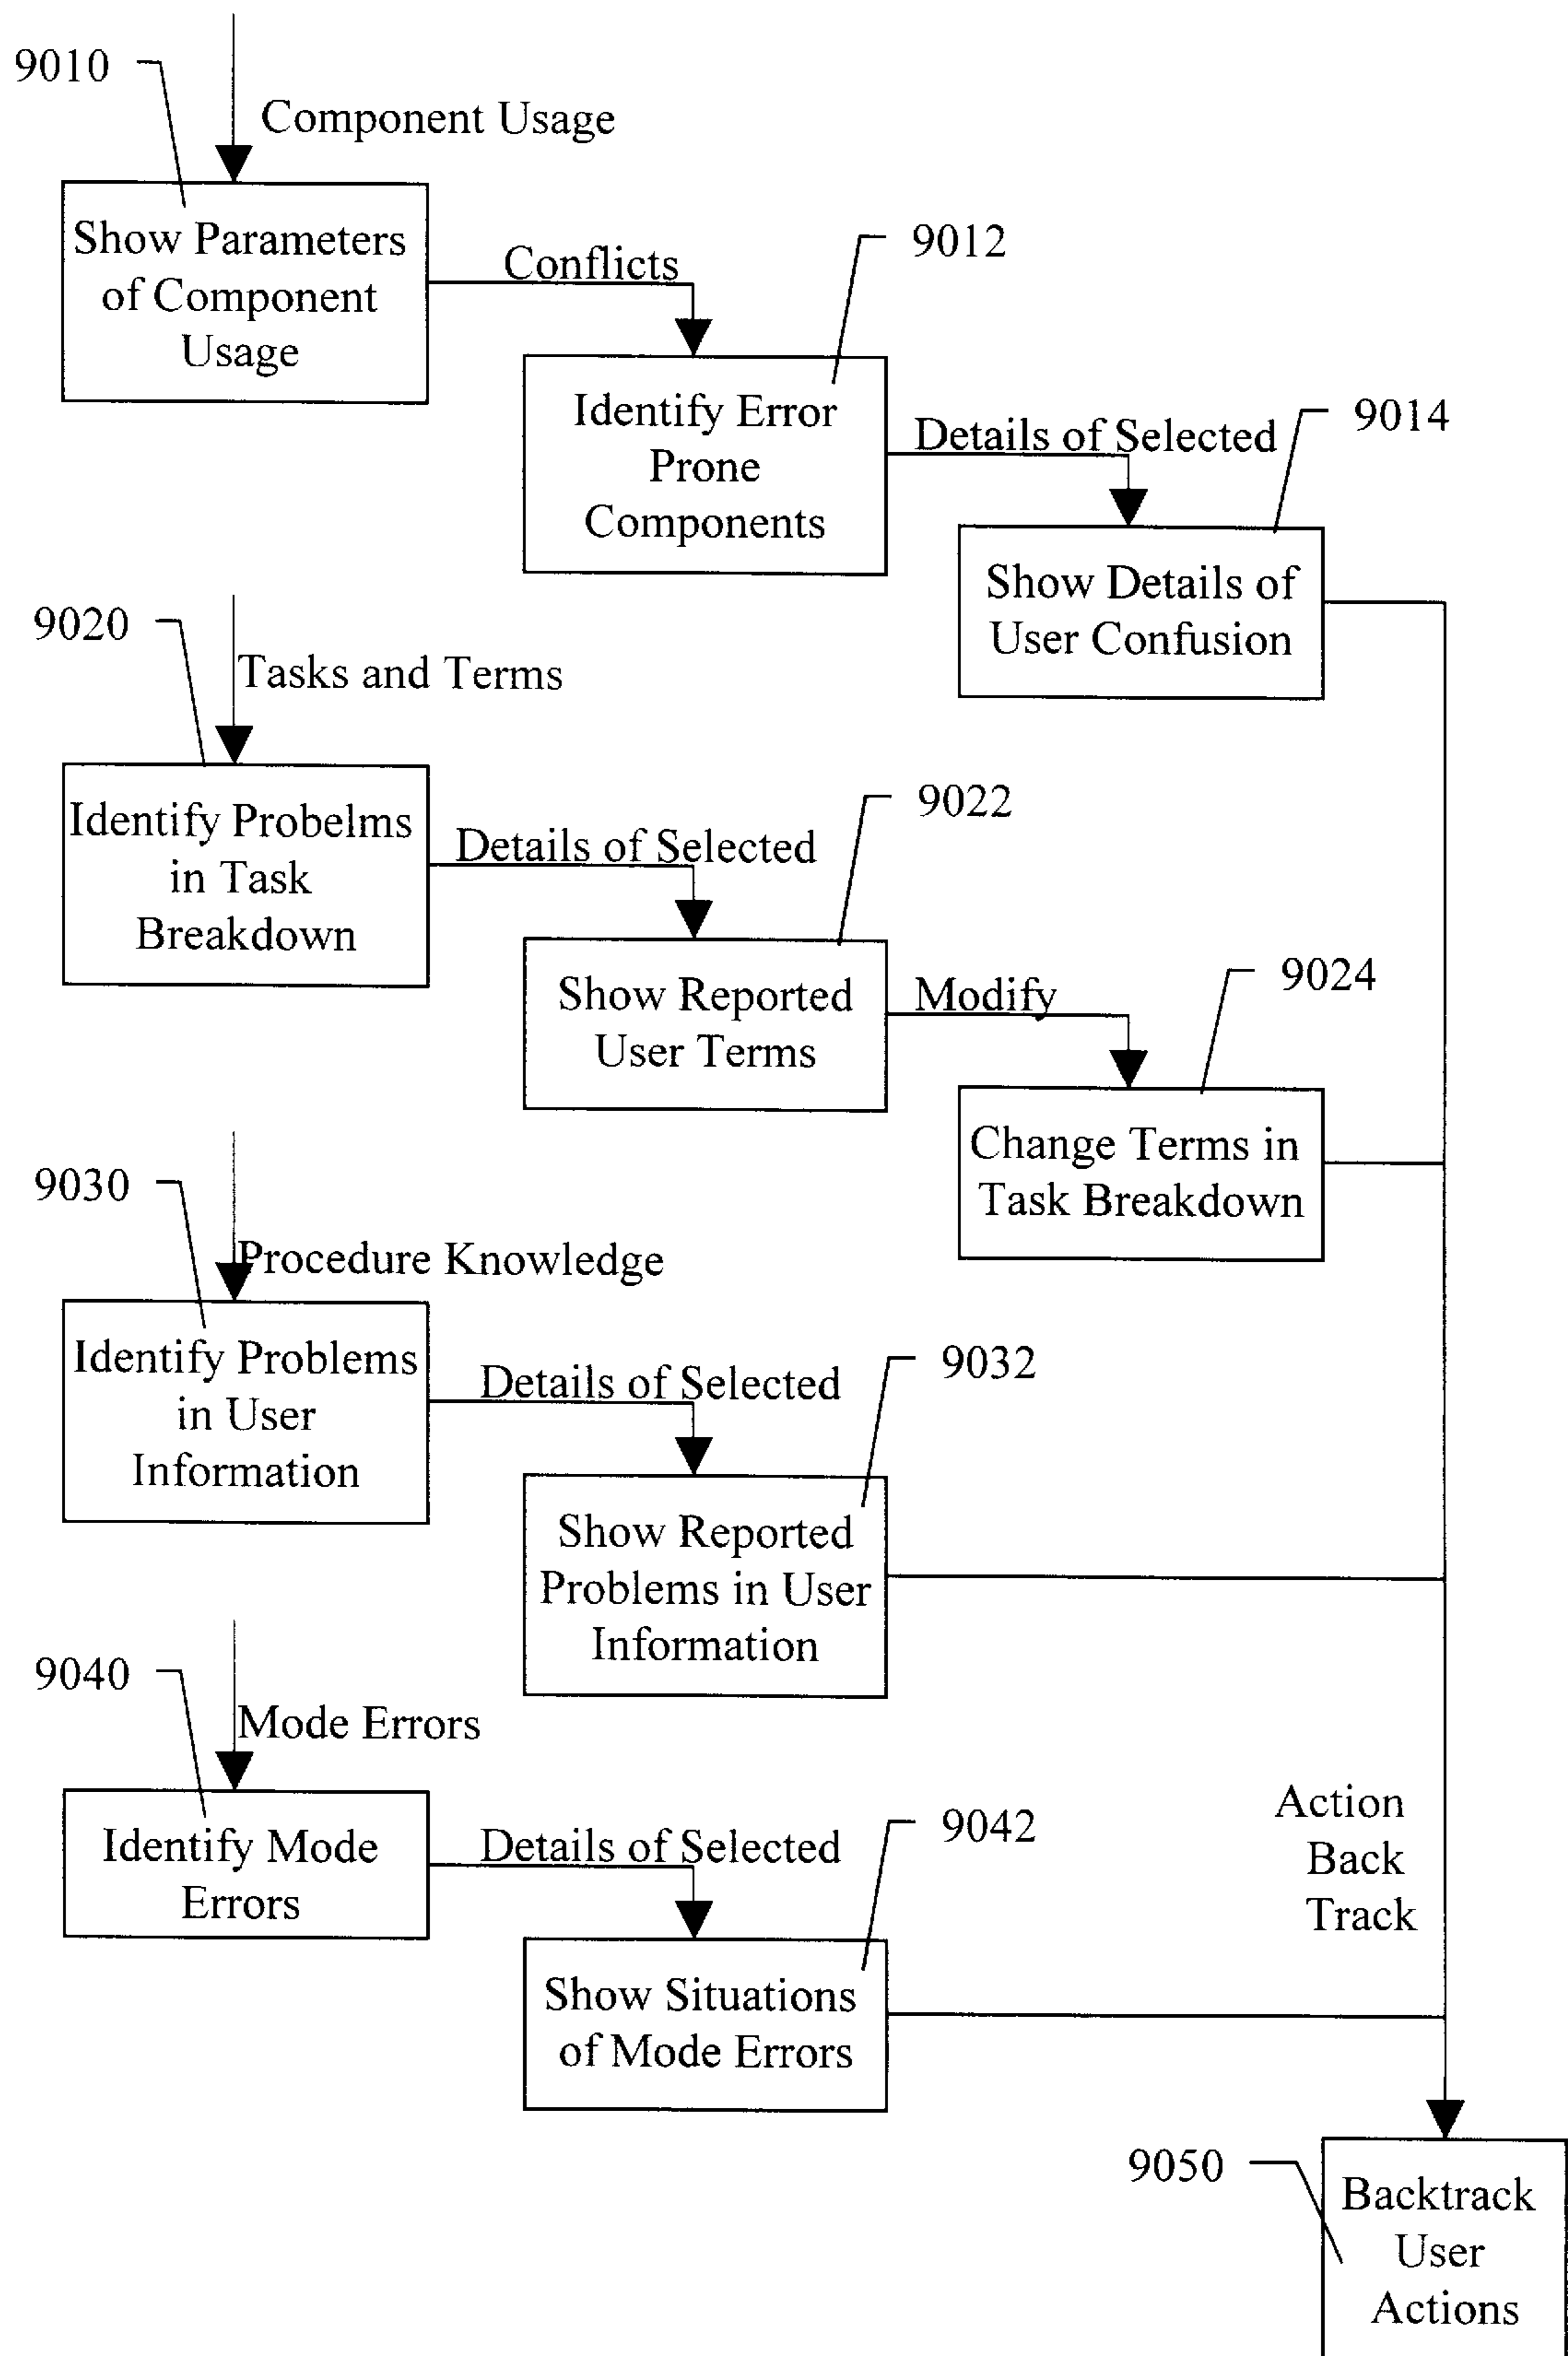 9010
Component Usage
Show Parameters
of Component
Usage
Conflicts
9012
Identify Error
Prone
Components
Details of Selected
9014
Show Details of
User Confusion
9020
Tasks and Terms
Identify Probelms
in Task
Breakdown
Details of Selected
9022
Show Reported
User Terms
Modify
9024
Change Terms in
Task Breakdown
9030
Procedure Knowledge
Identify Problems
in User
Information
Details of Selected
9032
Show Reported
Problems in User
Information
9040
Mode Errors
Identify Mode
Errors
Details of Selected
9042
Show Situations
of Mode Errors
Action
Back
Track
9050
Backtrack
User
Actions